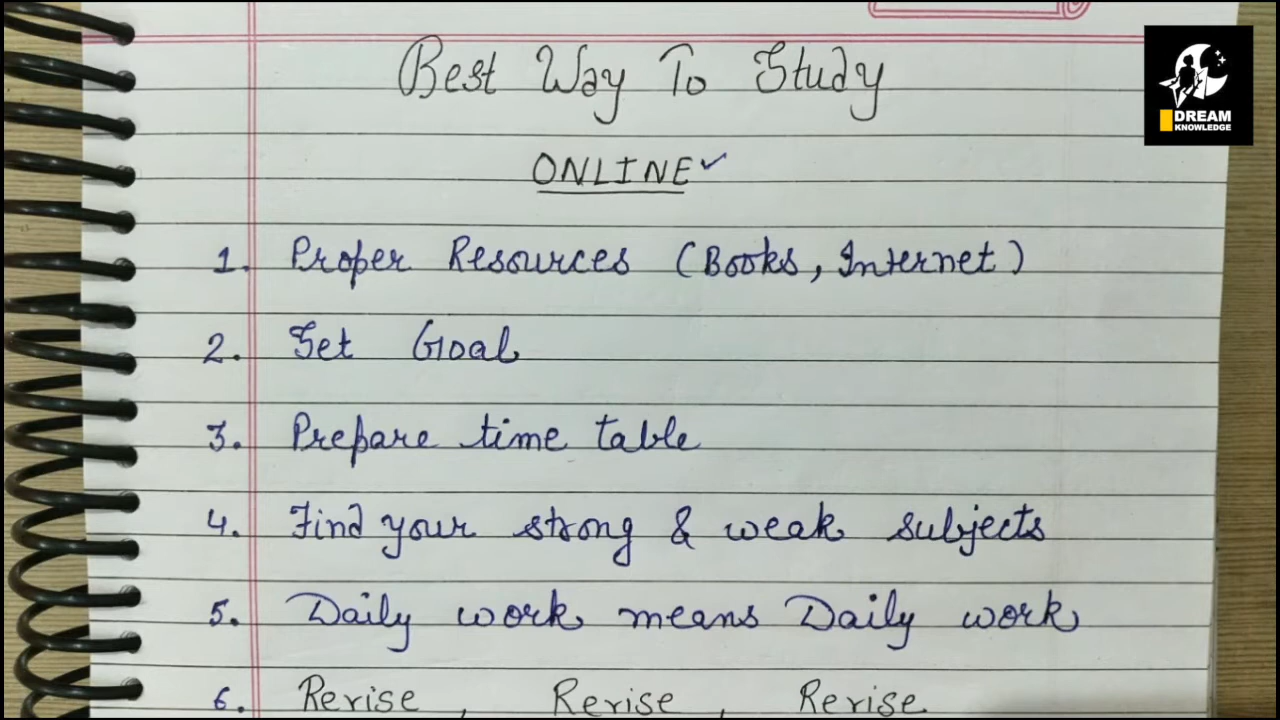 Best Way To Study
DREAM
KNOWLEDGE
ONLINE
1. Proper Resources (Books, Internet)
2. Set Goal
3. Prepare time table
4. Find your strong & weak subjects
5. Daily work means Daily work
6. Revise, Revise, Revise